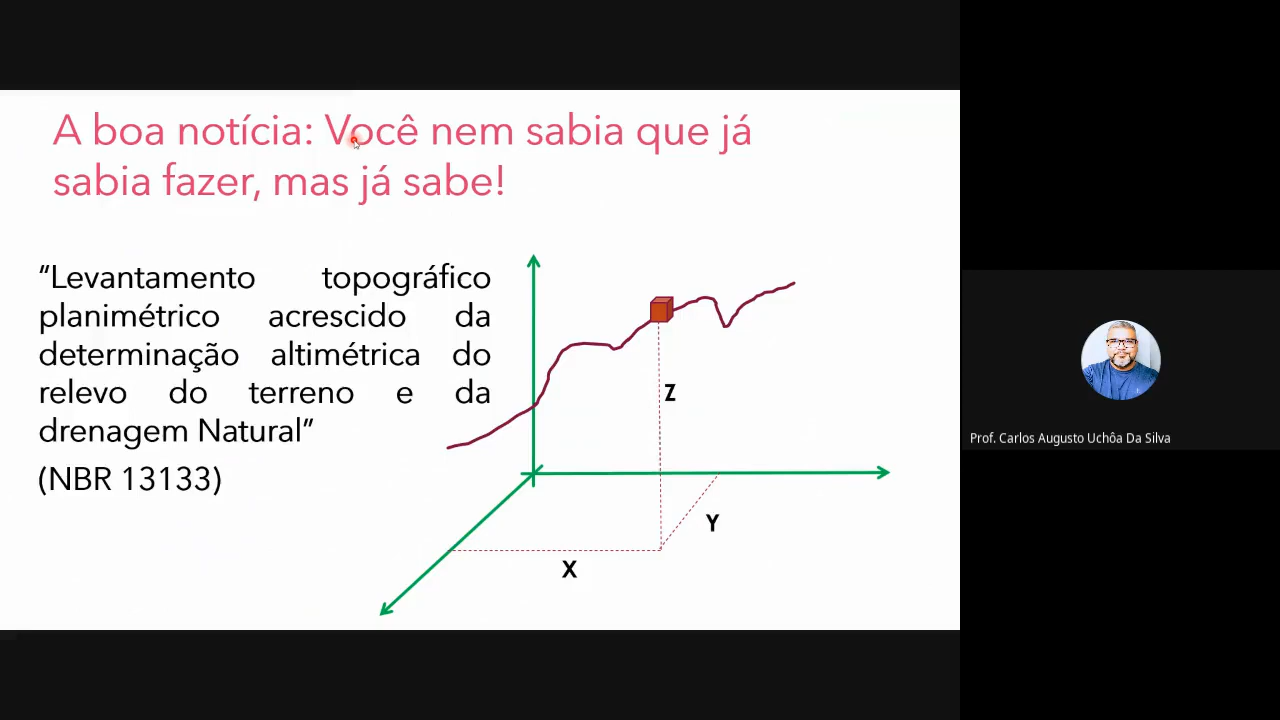 A boa notícia: Você nem sabia que já
sabia fazer, mas já sabe!
“Levantamento topográfico
planimétrico acrescido da
determinação altimétrica do
relevo do terreno e da
drenagem Natural”
(NBR 13133)
Z
Y
X
Prof. Carlos Augusto Uchôa Da Silva